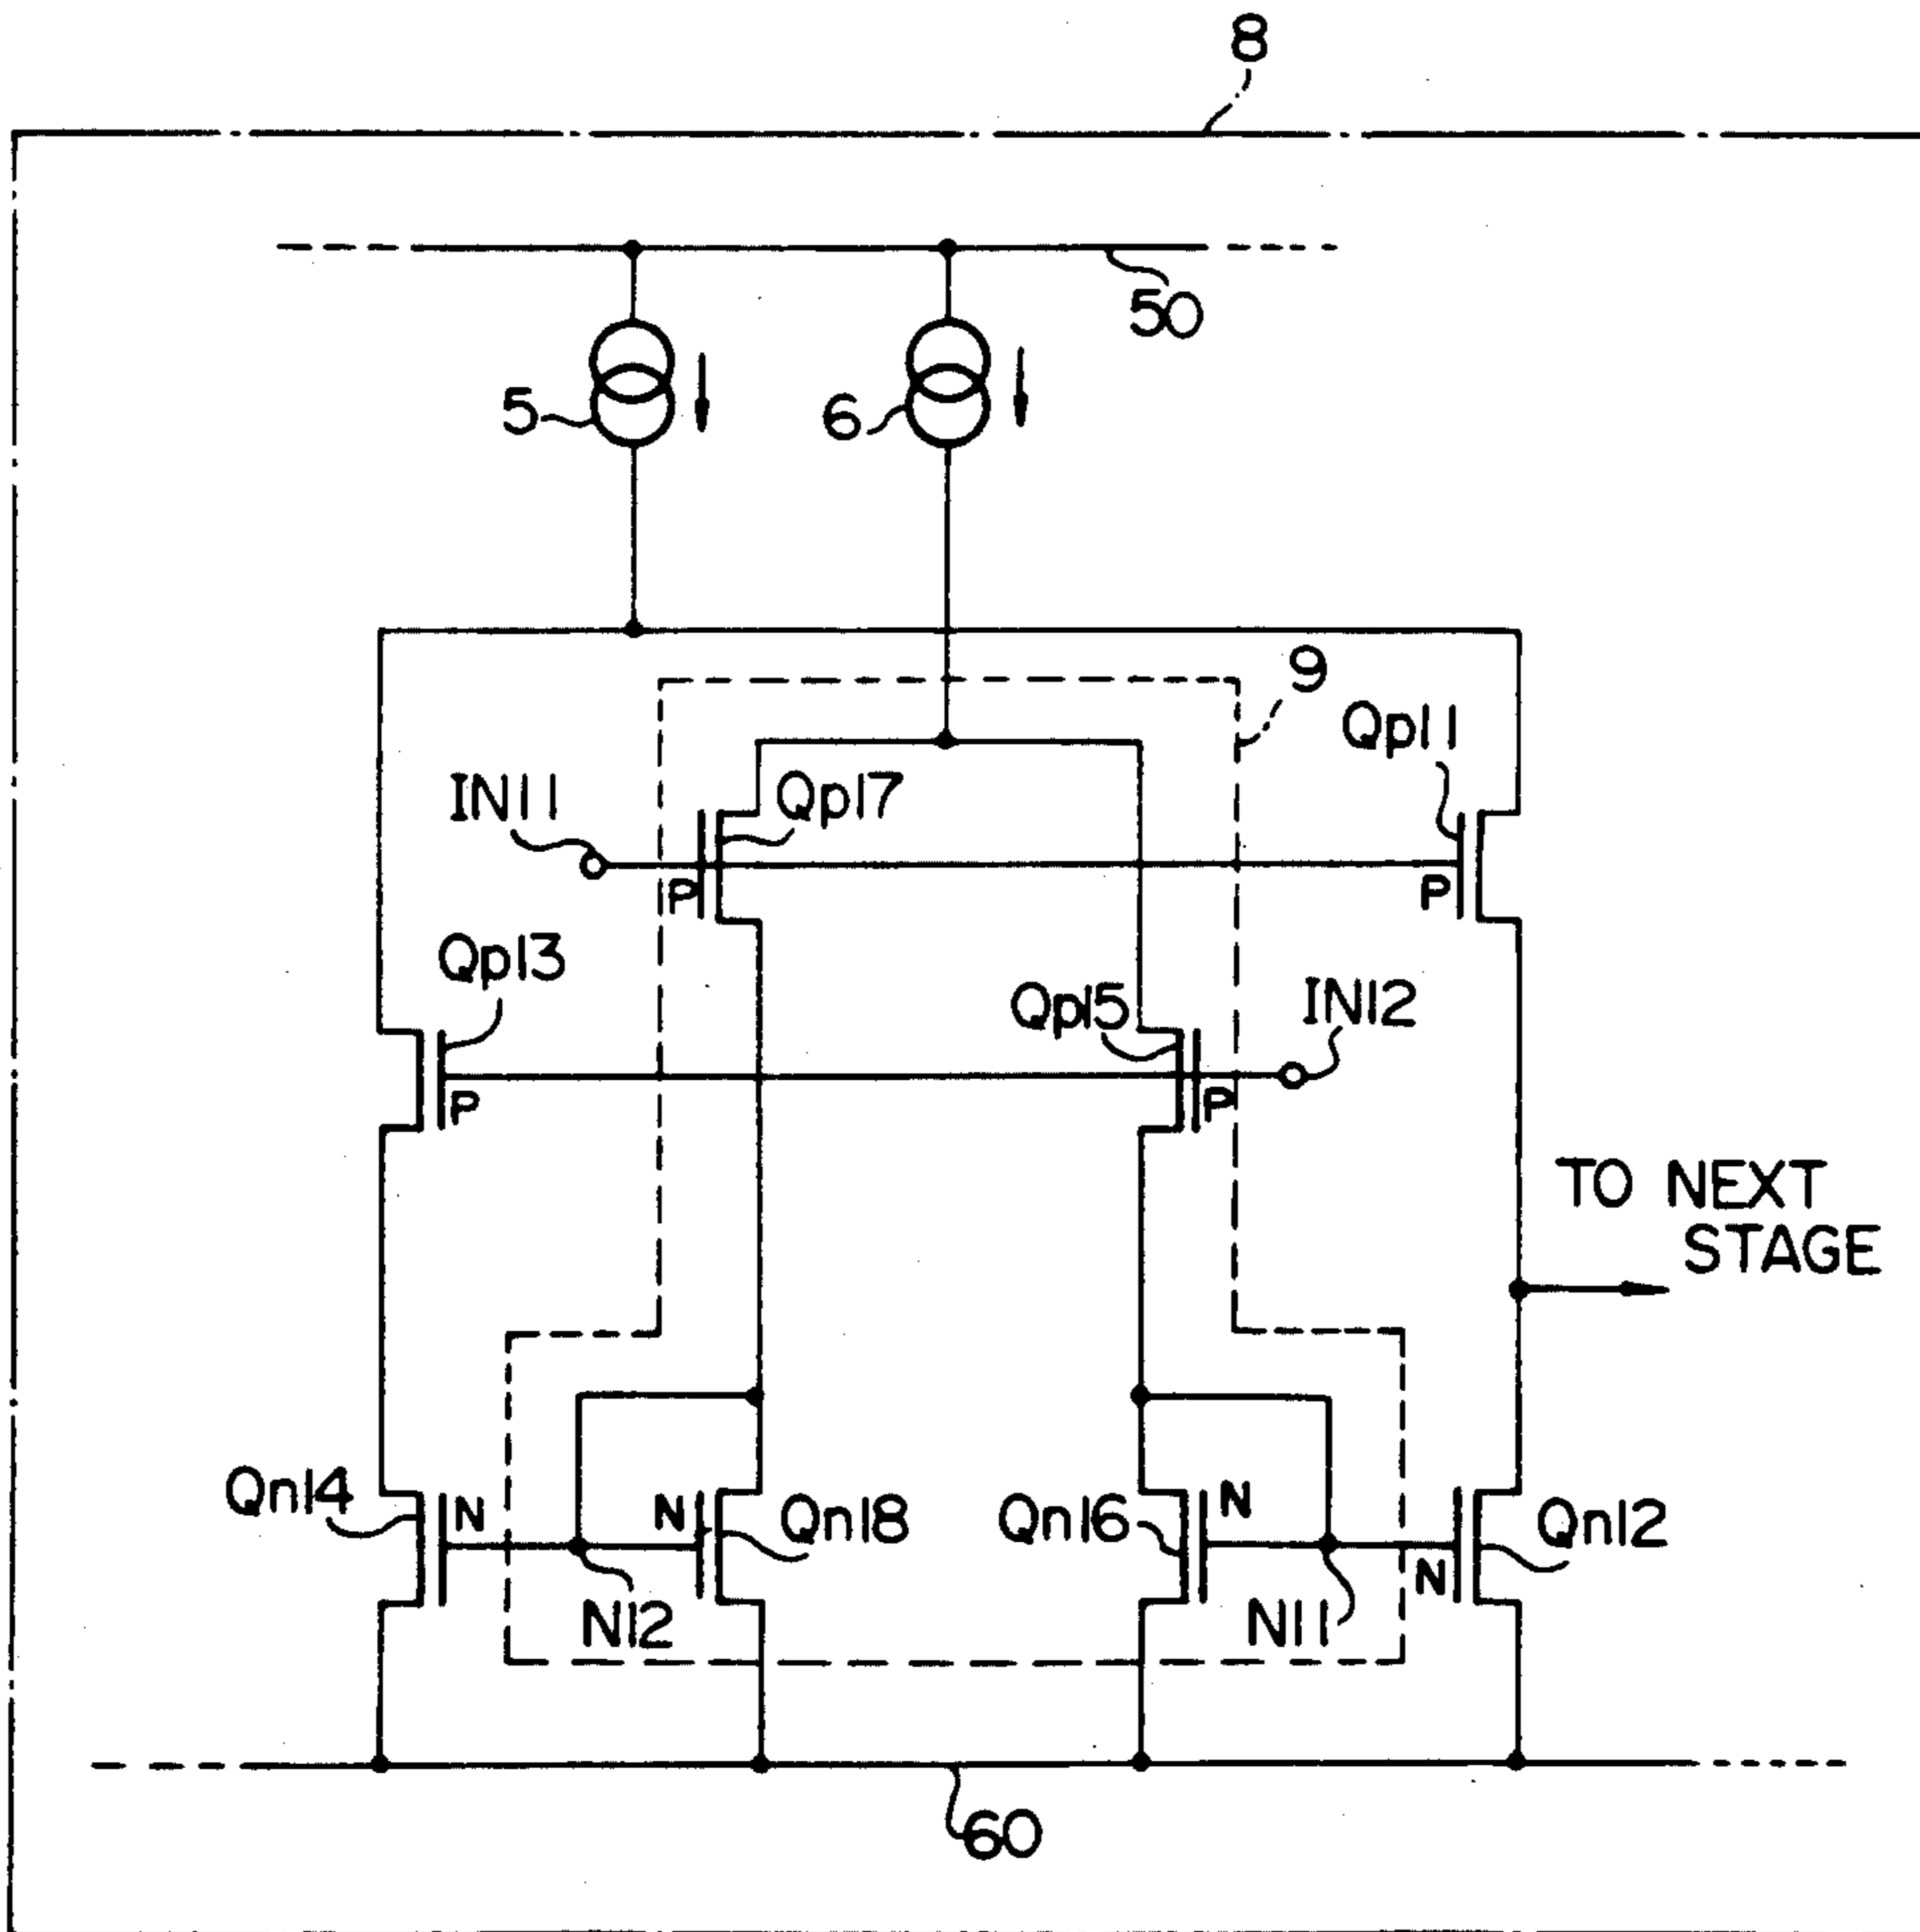 8
50
5
6
9
Qp11
IN11
Qp17
P
P
Qp13
Qp15
IN12
P
P
TO NEXT
STAGE
Qn14
N
N
Qn18
Qn16
N
Qn12
N
N12
N11
60